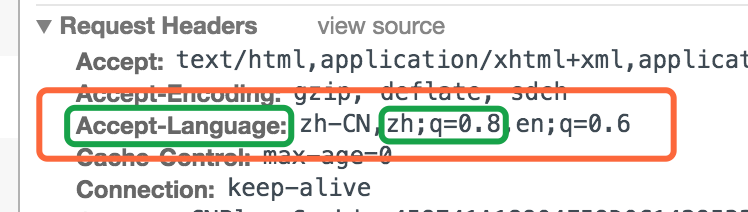 ▼ Request Headers view source
Accept: text/html,application/xhtml+xml,applicat
Accept-Encoding: gzip, deflate, sdch
Accept-Language: zh-CN,zh;q=0.8,en;q=0.6
Cache-Control: max-age=0
Connection: keep-alive